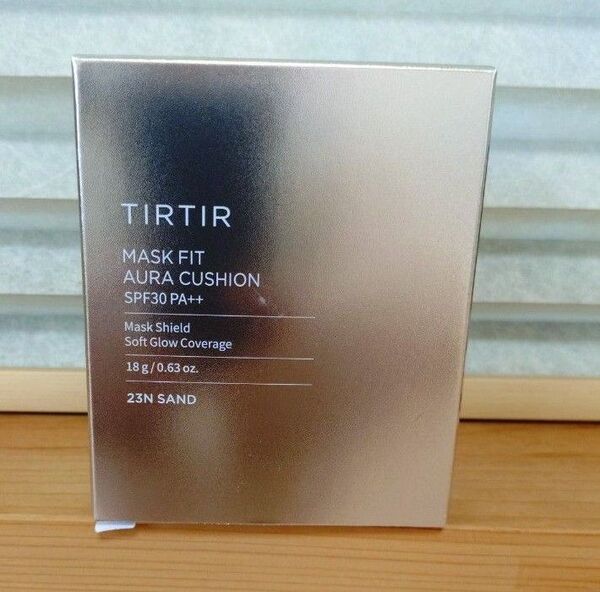 TIRTIR
MASK FIT
AURA CUSHION
SPF30 PA++
Mask Shield
Soft Glow Coverage
18 g / 0.63 oz.
23N SAND